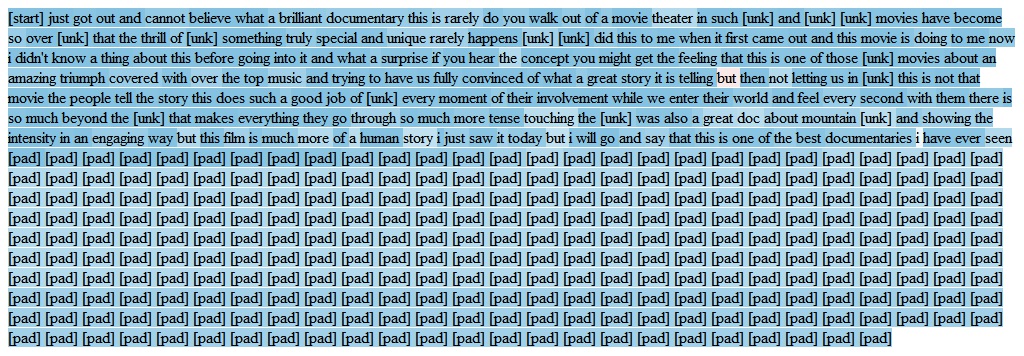 [start] just got out and cannot believe what a brilliant documentary this is rarely do you walk out of a movie theater in such [unk] and [unk] [unk] movies have become
so over [unk] that the thrill of [unk] something truly special and unique rarely happens [unk] [unk] did this to me when it first came out and this movie is doing to me now
i didn't know a thing about this before going into it and what a surprise if you hear the concept you might get the feeling that this is one of those [unk] movies about an
amazing triumph covered with over the top music and trying to have us fully convinced of what a great story it is telling but then not letting us in [unk] this is not that
movie the people tell the story this does such a good job of [unk] every moment of their involvement while we enter their world and feel every second with them there is
so much beyond the [unk] that makes everything they go through so much more tense touching the [unk] was also a great doc about mountain [unk] and showing the
intensity in an engaging way but this film is much more of a human story i just saw it today but i will go and say that this is one of the best documentaries i have ever seen
[pad] [pad] [pad] [pad] [pad] [pad] [pad] [pad] [pad] [pad] [pad] [pad] [pad] [pad] [pad] [pad] [pad] [pad] [pad] [pad] [pad] [pad] [pad] [pad] [pad] [pad] [pad]
[pad] [pad] [pad] [pad] [pad] [pad] [pad] [pad] [pad] [pad] [pad] [pad] [pad] [pad] [pad] [pad] [pad] [pad] [pad] [pad] [pad] [pad] [pad] [pad] [pad] [pad] [pad]
[pad] [pad] [pad] [pad] [pad] [pad] [pad] [pad] [pad] [pad] [pad] [pad] [pad] [pad] [pad] [pad] [pad] [pad] [pad] [pad] [pad] [pad] [pad] [pad] [pad] [pad] [pad]
[pad] [pad] [pad] [pad] [pad] [pad] [pad] [pad] [pad] [pad] [pad] [pad] [pad] [pad] [pad] [pad] [pad] [pad] [pad] [pad] [pad] [pad] [pad] [pad] [pad] [pad] [pad]
[pad] [pad] [pad] [pad] [pad] [pad] [pad] [pad] [pad] [pad] [pad] [pad] [pad] [pad] [pad] [pad] [pad] [pad] [pad] [pad] [pad] [pad] [pad] [pad] [pad] [pad] [pad]
[pad] [pad] [pad] [pad] [pad] [pad] [pad] [pad] [pad] [pad] [pad] [pad] [pad] [pad] [pad] [pad] [pad] [pad] [pad] [pad] [pad] [pad] [pad] [pad] [pad] [pad] [pad]
[pad] [pad] [pad] [pad] [pad] [pad] [pad] [pad] [pad] [pad] [pad] [pad] [pad] [pad] [pad] [pad] [pad] [pad] [pad] [pad] [pad] [pad] [pad] [pad] [pad] [pad] [pad]
[pad] [pad] [pad] [pad] [pad] [pad] [pad] [pad] [pad] [pad] [pad] [pad] [pad] [pad] [pad] [pad] [pad] [pad] [pad] [pad] [pad] [pad] [pad] [pad] [pad] [pad] [pad]
[pad] [pad] [pad] [pad] [pad] [pad] [pad] [pad] [pad] [pad] [pad] [pad] [pad] [pad] [pad] [pad] [pad] [pad] [pad] [pad] [pad] [pad] [pad] [pad] [pad] [pad] [pad]
[pad] [pad] [pad] [pad] [pad] [pad] [pad] [pad] [pad] [pad] [pad] [pad] [pad] [pad] [pad] [pad] [pad] [pad] [pad] [pad] [pad] [pad] [pad] [pad]